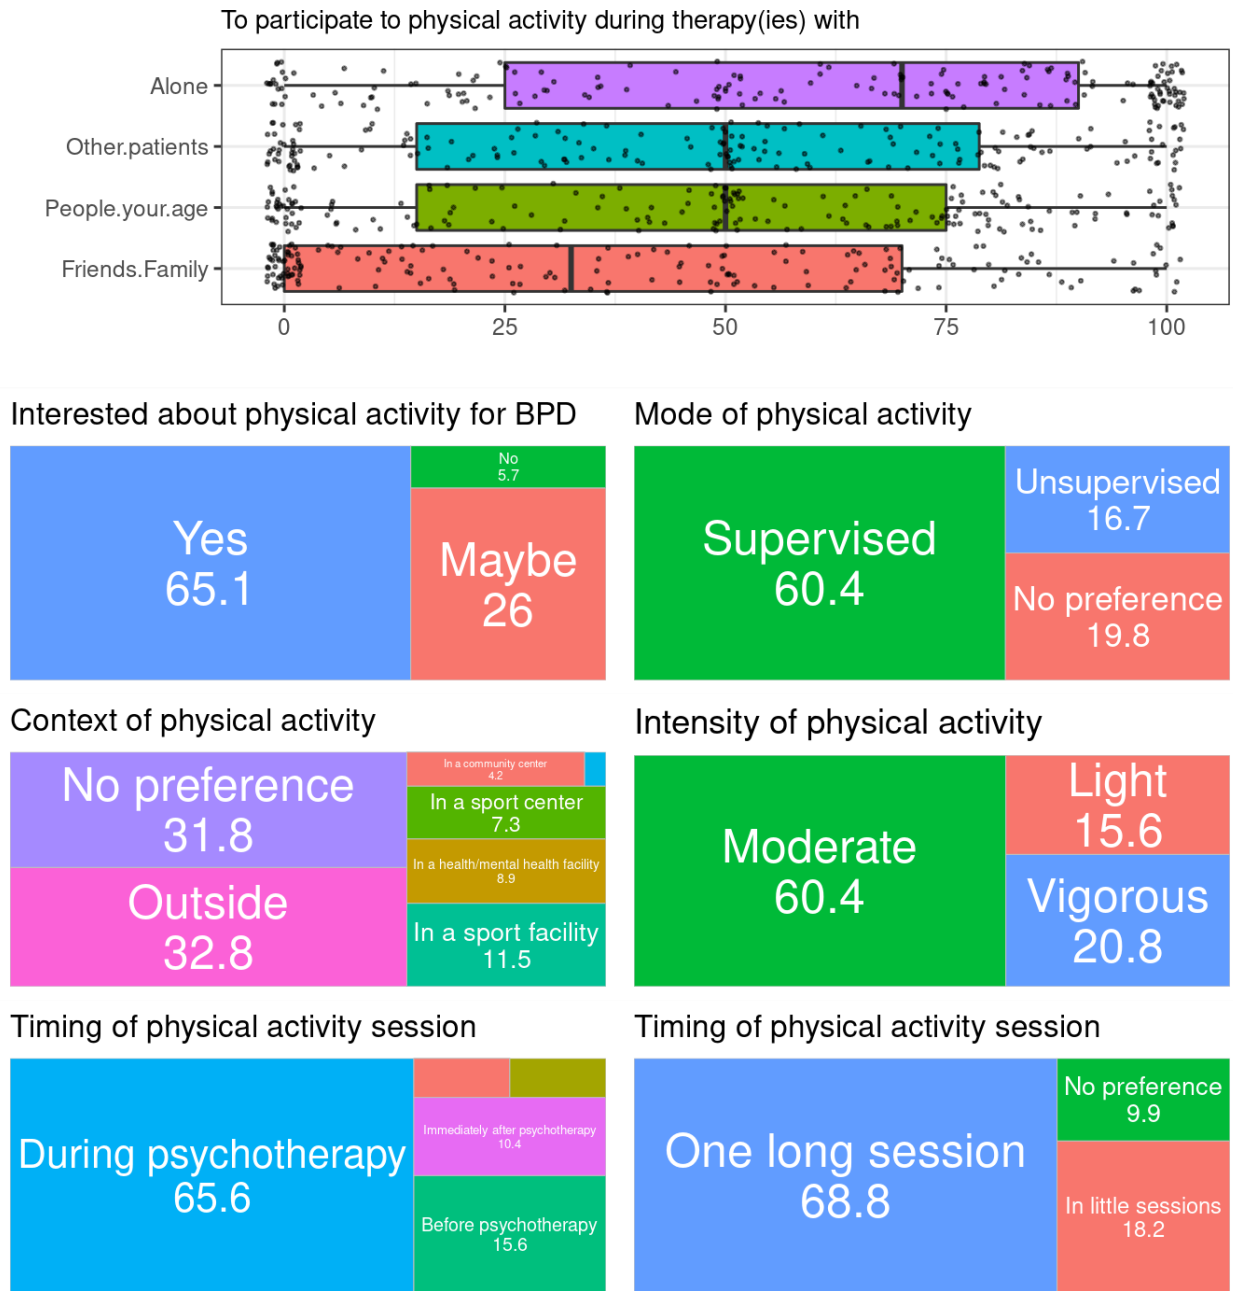 To participate to physical activity during therapy(ies) with
Alone
Other.patients
People.your.age
Friends.Family
0 25 50 75 100
Interested about physical activity for BPD
Yes
65.1
No
5.7
Maybe
26
Mode of physical activity
Supervised
60.4
Unsupervised
16.7
No preference
19.8
Context of physical activity
No preference
31.8
Outside
32.8
In a community center
4.2
In a sport center
7.3
In a health/mental health facility
8.9
In a sport facility
11.5
Intensity of physical activity
Moderate
60.4
Light
15.6
Vigorous
20.8
Timing of physical activity session
During psychotherapy
65.6
Immediately after psychotherapy
10.4
Before psychotherapy
15.6
Timing of physical activity session
One long session
68.8
No preference
9.9
In little sessions
18.2